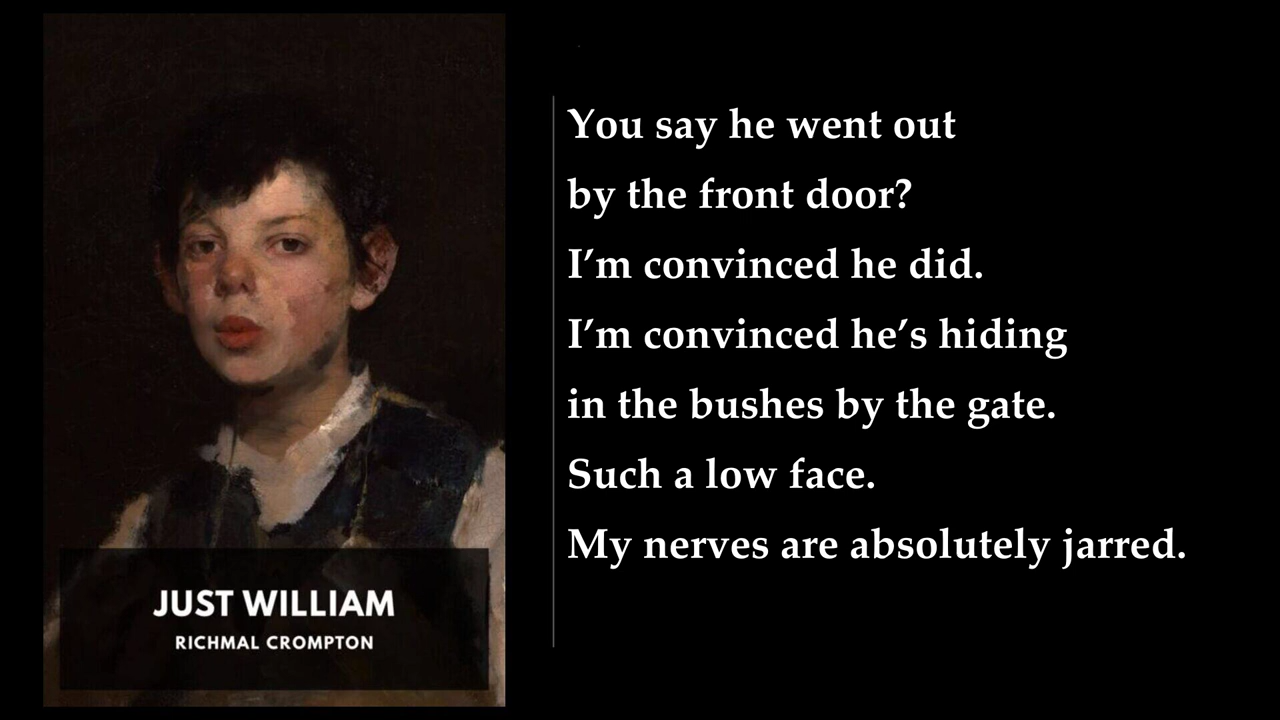 JUST WILLIAM
RICHMAL CROMPTON
You say he went out
by the front door?
I’m convinced he did.
I’m convinced he’s hiding
in the bushes by the gate.
Such a low face.
My nerves are absolutely jarred.